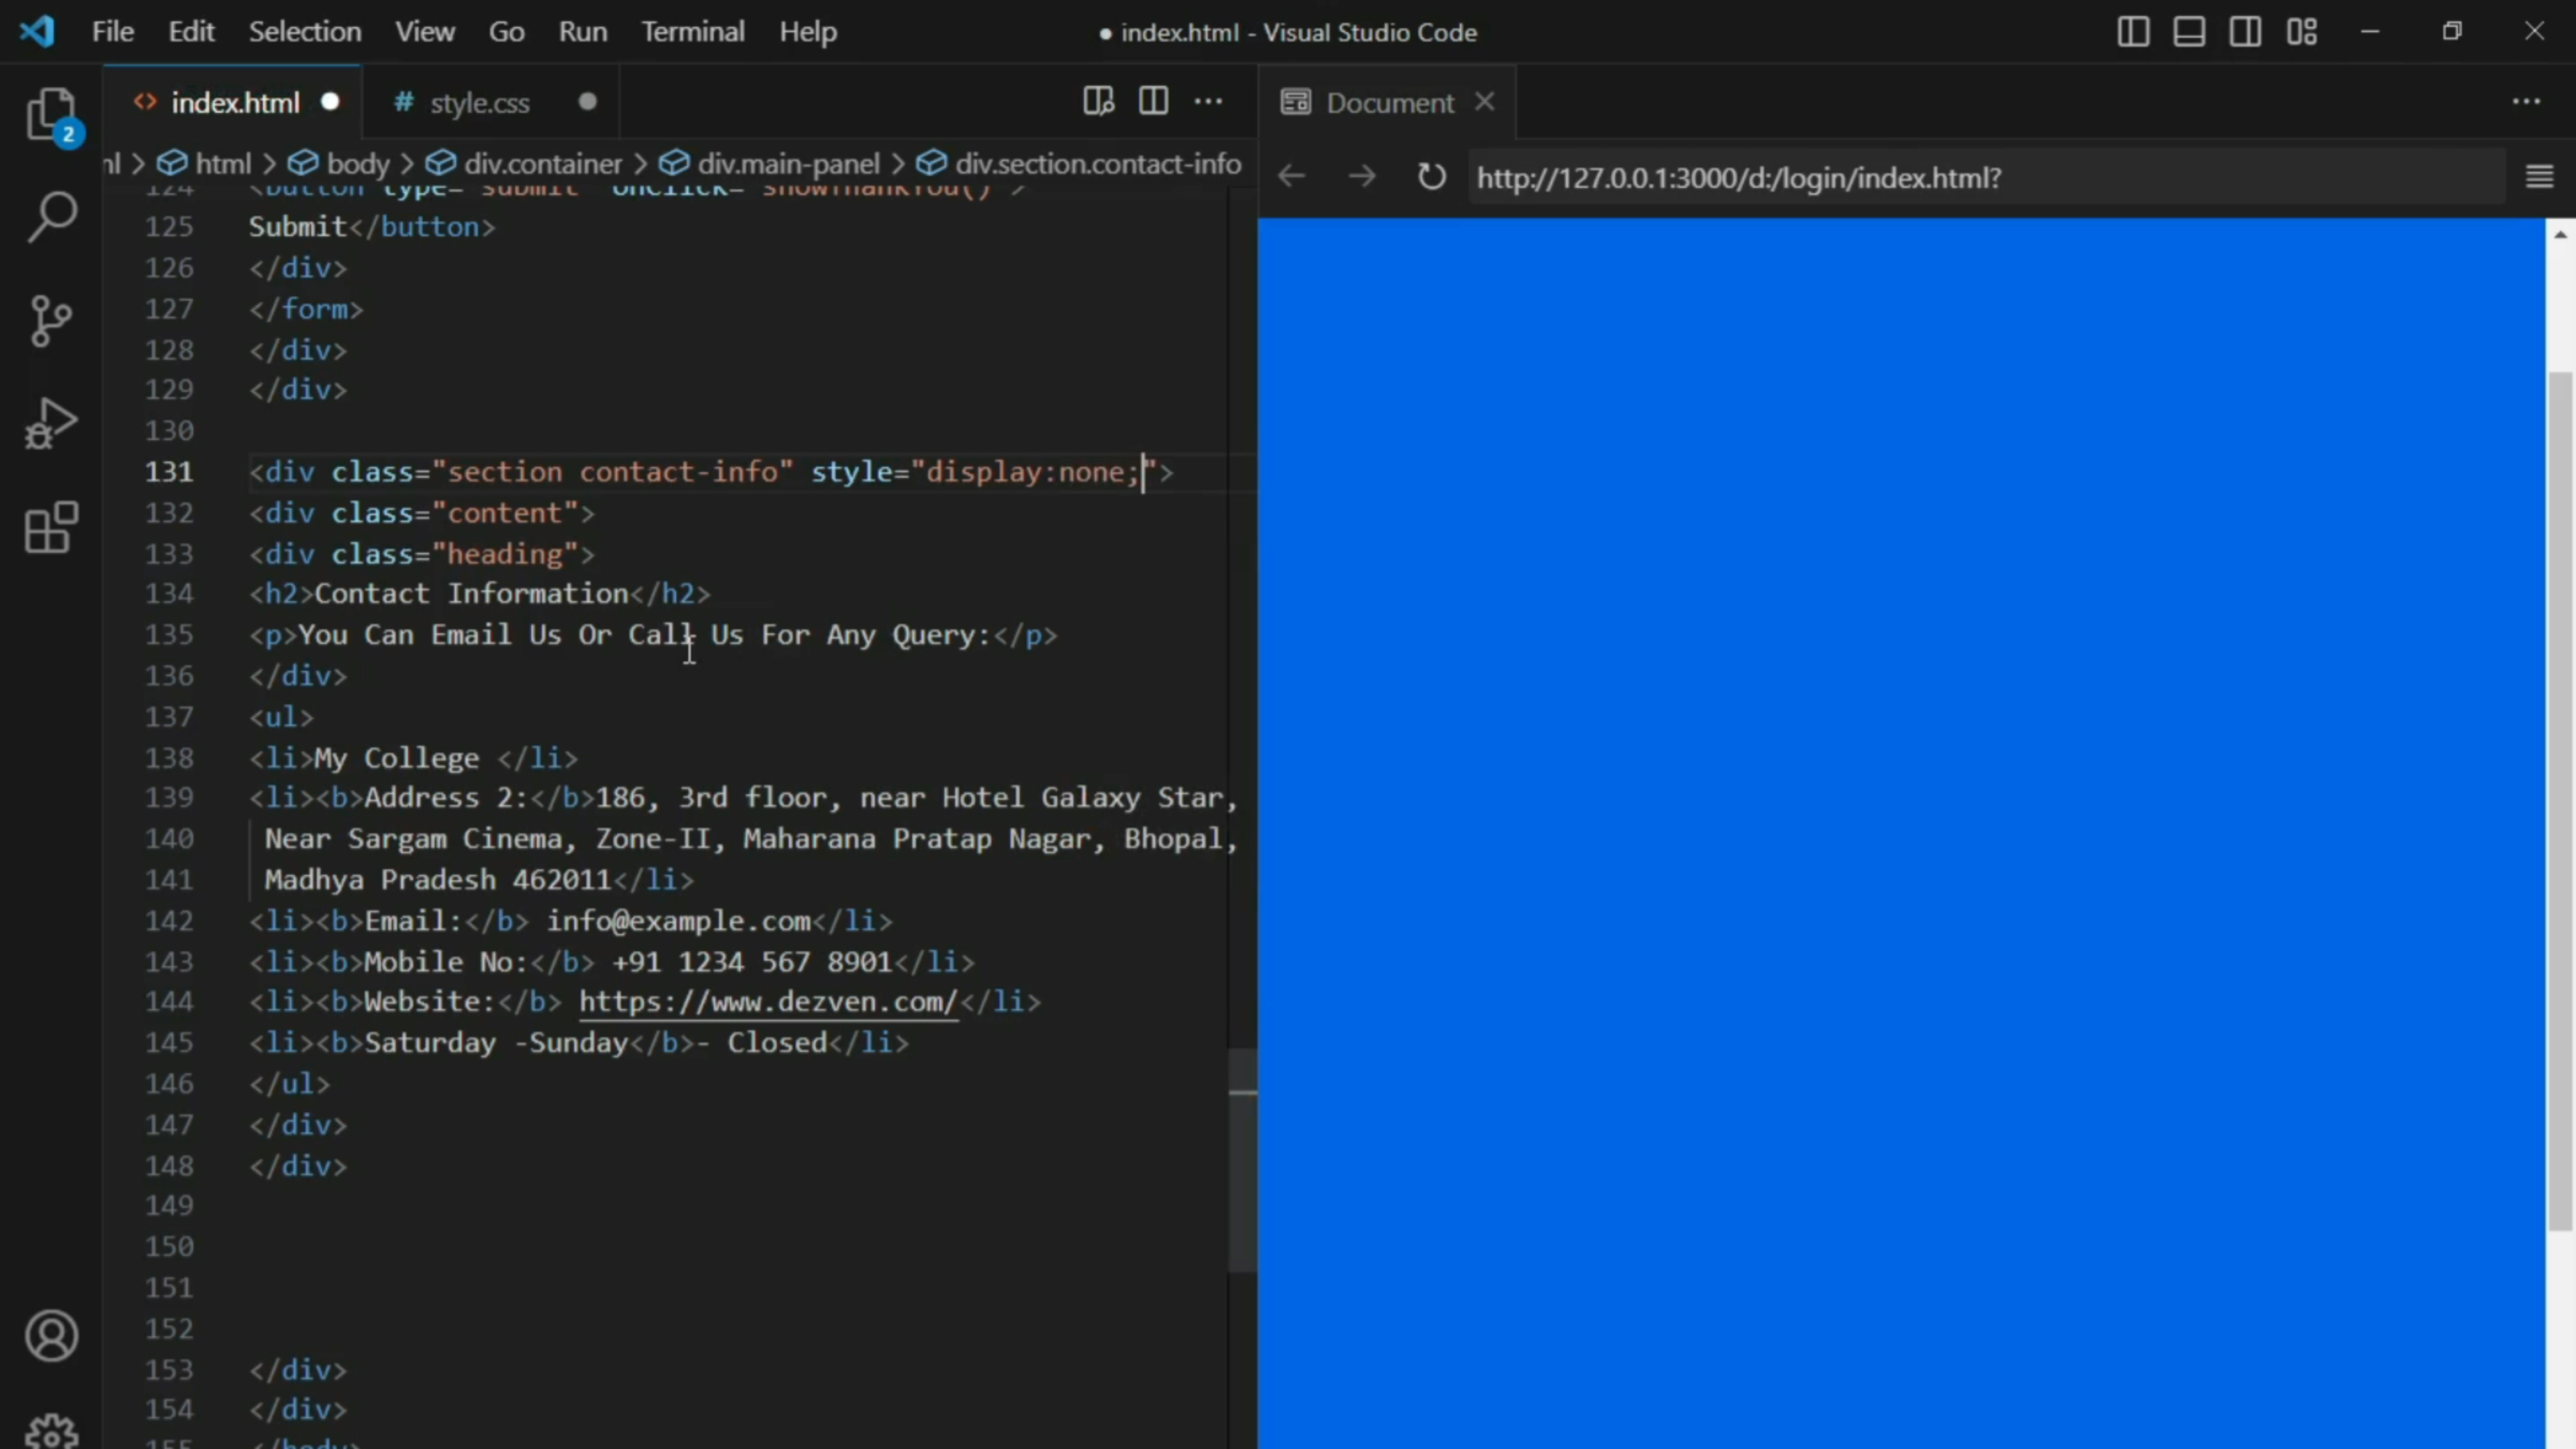 File Edit Selection View Go Run Terminal Help
● index.html - Visual Studio Code
<> index.html ● # style.css ●
Document
nl > html > body > div.container > div.main-panel > div.section.contact-info
http://127.0.0.1:3000/d:/login/index.html?
2
124 <button type="submit" onclick="showThankYou()">
125 Submit</button>
126 </div>
127 </form>
128 </div>
129 </div>
130
131 <div class="section contact-info" style="display:none;">
132 <div class="content">
133 <div class="heading">
134 <h2>Contact Information</h2>
135 <p>You Can Email Us Or Call Us For Any Query:</p>
136 </div>
137 <ul>
138 <li>My College </li>
139 <li><b>Address 2:</b>186, 3rd floor, near Hotel Galaxy Star,
140 Near Sargam Cinema, Zone-II, Maharana Pratap Nagar, Bhopal,
141 Madhya Pradesh 462011</li>
142 <li><b>Email:</b> info@example.com</li>
143 <li><b>Mobile No:</b> +91 1234 567 8901</li>
144 <li><b>Website:</b> https://www.dezven.com/</li>
145 <li><b>Saturday -Sunday</b>- Closed</li>
146 </ul>
147 </div>
148 </div>
149
150
151
152
153 </div>
154 </div>
155 </body>